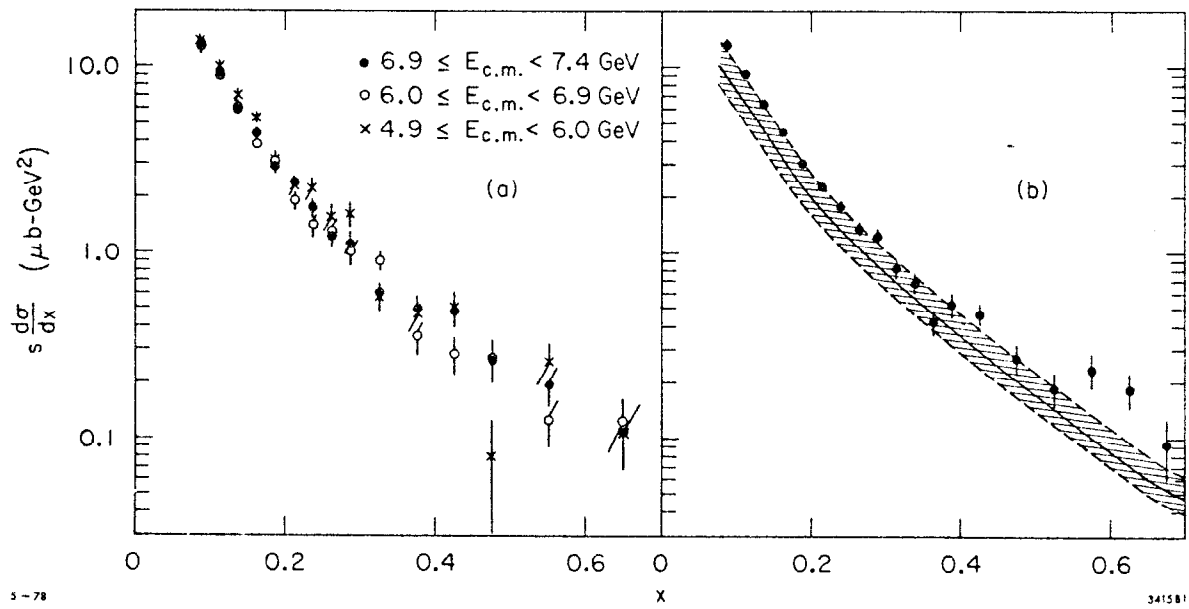 ● 6.9 ≤ E_c.m. < 7.4 GeV
○ 6.0 ≤ E_c.m. < 6.9 GeV
× 4.9 ≤ E_c.m. < 6.0 GeV
(a)
(b)
s dσ/dx (μb-GeV²)
10.0
1.0
0.1
0 0.2 0.4 0.6 0 0.2 0.4 0.6
x
5-78
3415B1